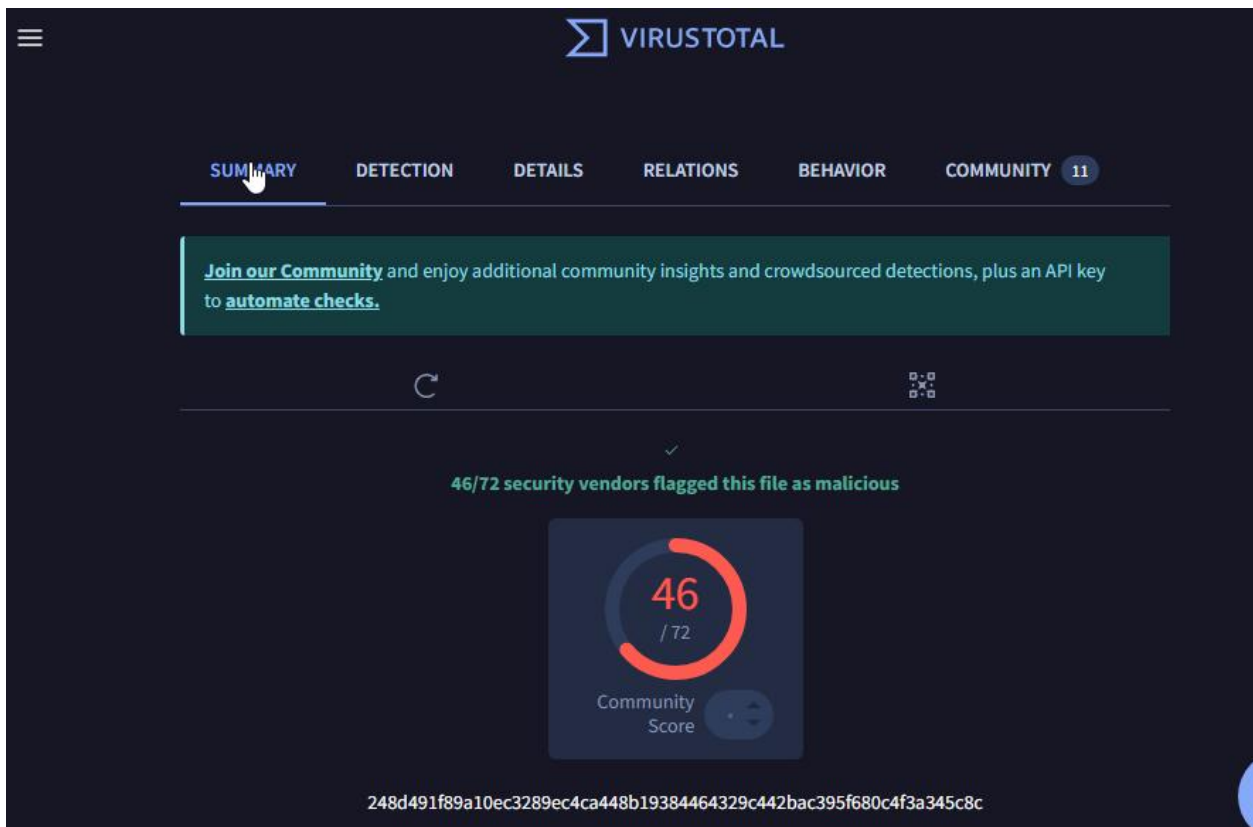 VIRUSTOTAL
SUMMARY DETECTION DETAILS RELATIONS BEHAVIOR COMMUNITY 11
Join our Community and enjoy additional community insights and crowdsourced detections, plus an API key
to automate checks.
46/72 security vendors flagged this file as malicious
46
/ 72
Community
Score
248d491f89a10ec3289ec4ca448b19384464329c442bac395f680c4f3a345c8c